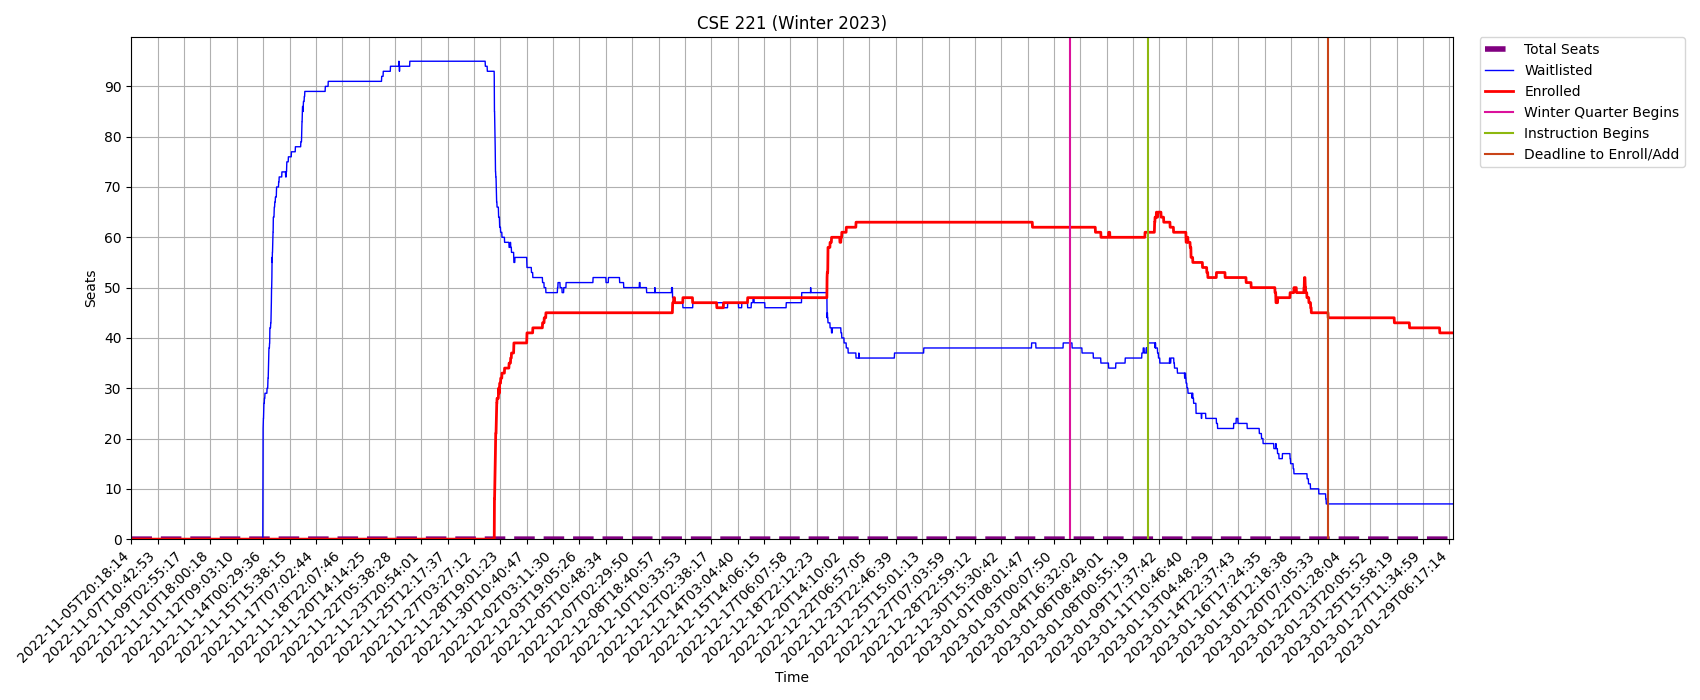 CSE 221 (Winter 2023)
Total Seats
Waitlisted
Enrolled
Winter Quarter Begins
Instruction Begins
Deadline to Enroll/Add
Seats
90
80
70
60
50
40
30
20
10
0
2022-11-05T20:18:14
2022-11-07T10:42:53
2022-11-09T02:55:17
2022-11-10T18:00:18
2022-11-12T09:03:10
2022-11-14T00:29:36
2022-11-15T15:38:15
2022-11-17T07:02:44
2022-11-18T22:07:46
2022-11-20T14:14:25
2022-11-22T05:38:28
2022-11-23T20:54:01
2022-11-25T12:17:37
2022-11-27T03:27:12
2022-11-28T19:01:23
2022-11-30T10:40:47
2022-12-02T03:11:30
2022-12-03T19:05:26
2022-12-05T10:48:34
2022-12-07T02:29:50
2022-12-08T18:40:57
2022-12-10T10:33:53
2022-12-12T02:38:17
2022-12-14T03:04:40
2022-12-15T14:06:15
2022-12-17T06:07:58
2022-12-18T22:12:23
2022-12-20T14:10:02
2022-12-22T06:57:05
2022-12-23T22:46:39
2022-12-25T15:01:13
2022-12-27T07:03:59
2022-12-28T22:59:12
2022-12-30T15:30:42
2023-01-01T08:01:47
2023-01-03T00:07:50
2023-01-04T16:32:02
2023-01-06T08:49:01
2023-01-08T00:55:19
2023-01-09T17:37:42
2023-01-11T10:46:40
2023-01-13T04:48:29
2023-01-14T22:37:43
2023-01-16T17:24:35
2023-01-18T12:18:38
2023-01-20T07:05:33
2023-01-22T01:28:04
2023-01-23T20:05:52
2023-01-25T15:58:19
2023-01-27T11:34:59
2023-01-29T06:17:14
Time